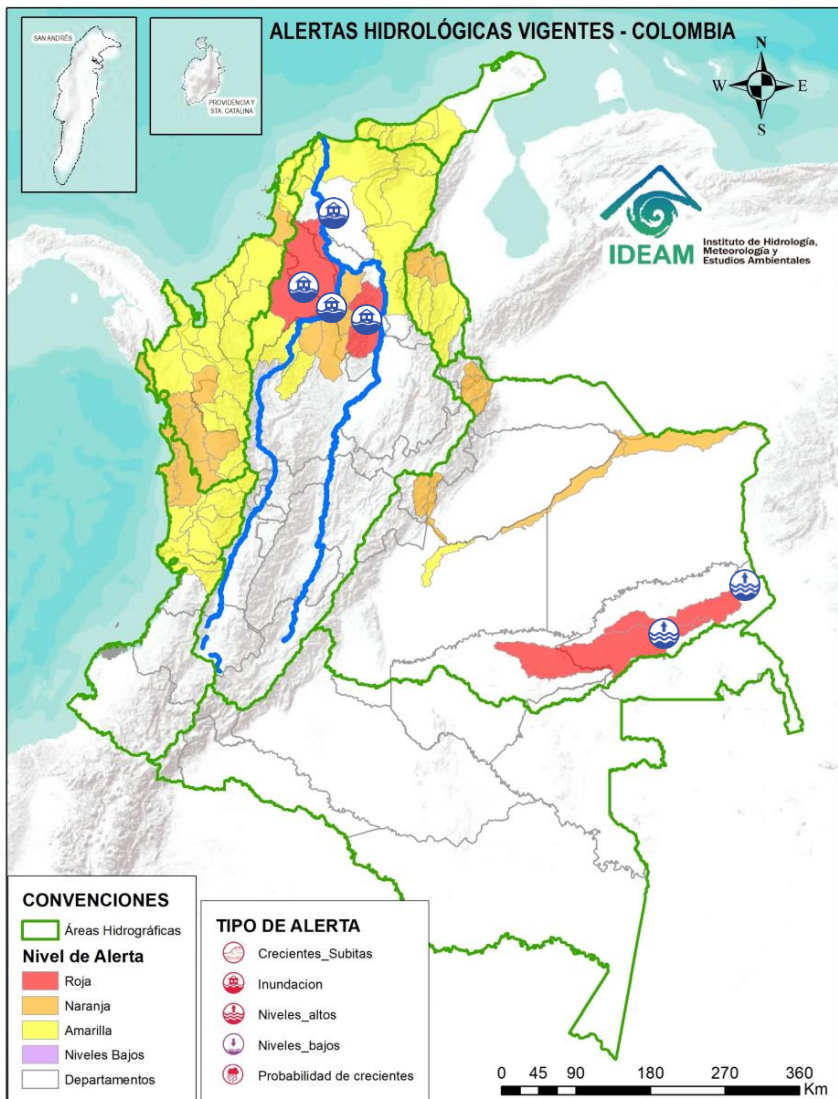 ALERTAS HIDROLÓGICAS VIGENTES - COLOMBIA
SAN ANDRÉS
PROVIDENCIA Y
STA. CATALINA
N
W
E
S
IDEAM
Instituto de Hidrología,
Meteorología y
Estudios Ambientales
CONVENCIONES
Áreas Hidrográficas
Nivel de Alerta
Roja
Naranja
Amarilla
Niveles Bajos
Departamentos
TIPO DE ALERTA
Crecientes_Subitas
Inundacion
Niveles_altos
Niveles_bajos
Probabilidad de crecientes
0 45 90 180 270 360
Km